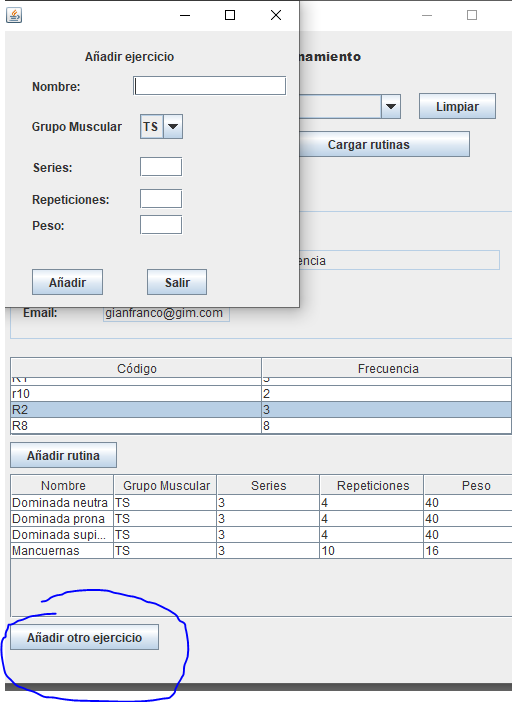 Añadir ejercicio
Nombre:
Grupo Muscular TS
Series:
Repeticiones:
Peso:
Añadir Salir
namiento
Limpiar
Cargar rutinas
encia
Email: gianfranco@gim.com
Código Frecuencia
R1 5
r10 2
R2 3
R8 8
Añadir rutina
Nombre Grupo Muscular Series Repeticiones Peso
Dominada neutra TS 3 4 40
Dominada prona TS 3 4 40
Dominada supi... TS 3 4 40
Mancuernas TS 3 10 16
Añadir otro ejercicio